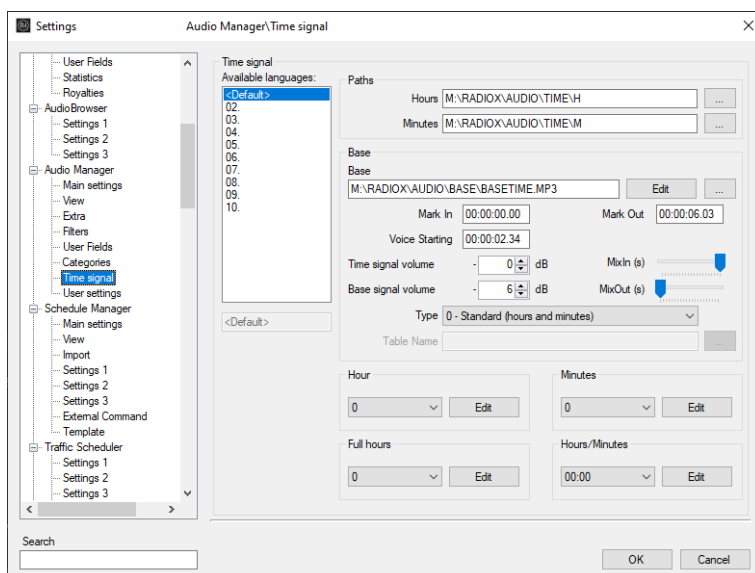 Settings
Audio Manager\Time signal
User Fields
Statistics
Royalties
AudioBrowser
Settings 1
Settings 2
Settings 3
Audio Manager
Main settings
View
Extra
Filters
User Fields
Categories
Time signal
User settings
Schedule Manager
Main settings
View
Import
Settings 1
Settings 2
Settings 3
External Command
Template
Traffic Scheduler
Settings 1
Settings 2
Settings 3
Search
Time signal
Available languages:
<Default>
02.
03.
04.
05.
06.
07.
08.
09.
10.
<Default>
Paths
Hours M:\RADIOX\AUDIO\TIME\H ...
Minutes M:\RADIOX\AUDIO\TIME\M ...
Base
Base
M:\RADIOX\AUDIO\BASE\BASETIME.MP3 Edit ...
Mark In 00:00:00.00 Mark Out 00:00:06.03
Voice Starting 00:00:02.34
Time signal volume - 0 dB MixIn (s)
Base signal volume - 6 dB MixOut (s)
Type 0 - Standard (hours and minutes)
Table Name ...
Hour Minutes
0 Edit 0 Edit
Full hours Hours/Minutes
0 Edit 00:00 Edit
OK Cancel